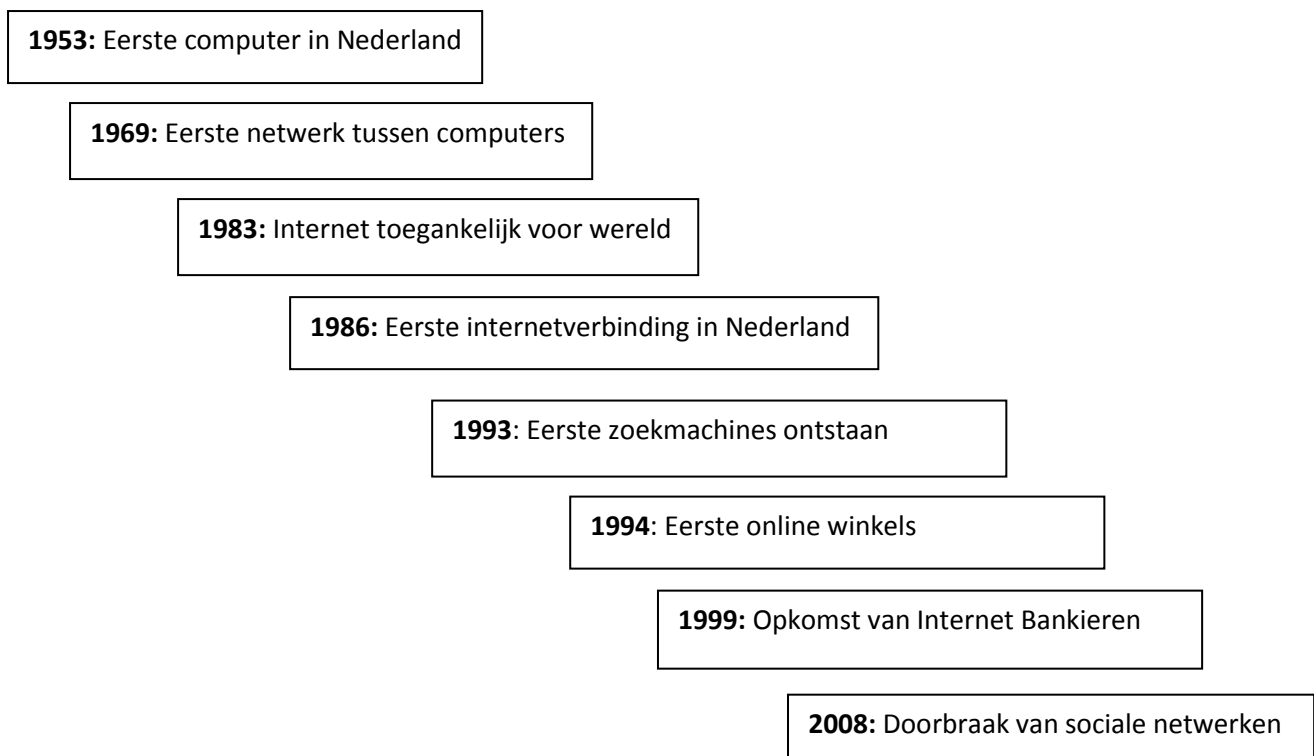 1953: Eerste computer in Nederland
1969: Eerste netwerk tussen computers
1983: Internet toegankelijk voor wereld
1986: Eerste internetverbinding in Nederland
1993: Eerste zoekmachines ontstaan
1994: Eerste online winkels
1999: Opkomst van Internet Bankieren
2008: Doorbraak van sociale netwerken